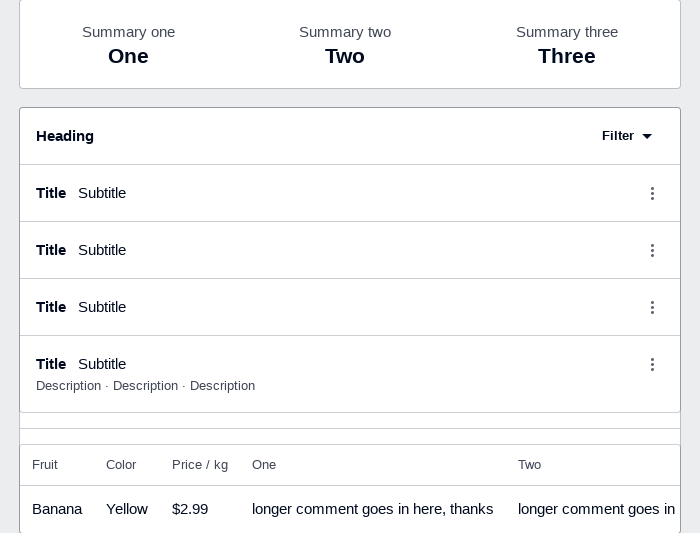 Summary one Summary two Summary three
One Two Three
Heading Filter
Title Subtitle
Title Subtitle
Title Subtitle
Title Subtitle
Description · Description · Description
Fruit Color Price / kg One Two
Banana Yellow $2.99 longer comment goes in here, thanks longer comment goes in